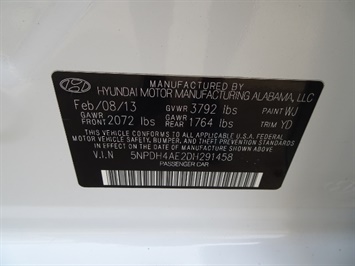 MANUFACTURED BY
HYUNDAI MOTOR MANUFACTURING ALABAMA, LLC
Feb/08/13 GVWR 3792 lbs PAINT WJ
GAWR FRONT 2072 lbs GAWR REAR 1764 lbs TRIM YD
THIS VEHICLE CONFORMS TO ALL APPLICABLE U.S.A. FEDERAL
MOTOR VEHICLE SAFETY, BUMPER, AND THEFT PREVENTION
STANDARDS IN EFFECT ON THE DATE OF MANUFACTURE SHOWN ABOVE.
V.I.N 5NPDH4AE2DH291458
PASSENGER CAR